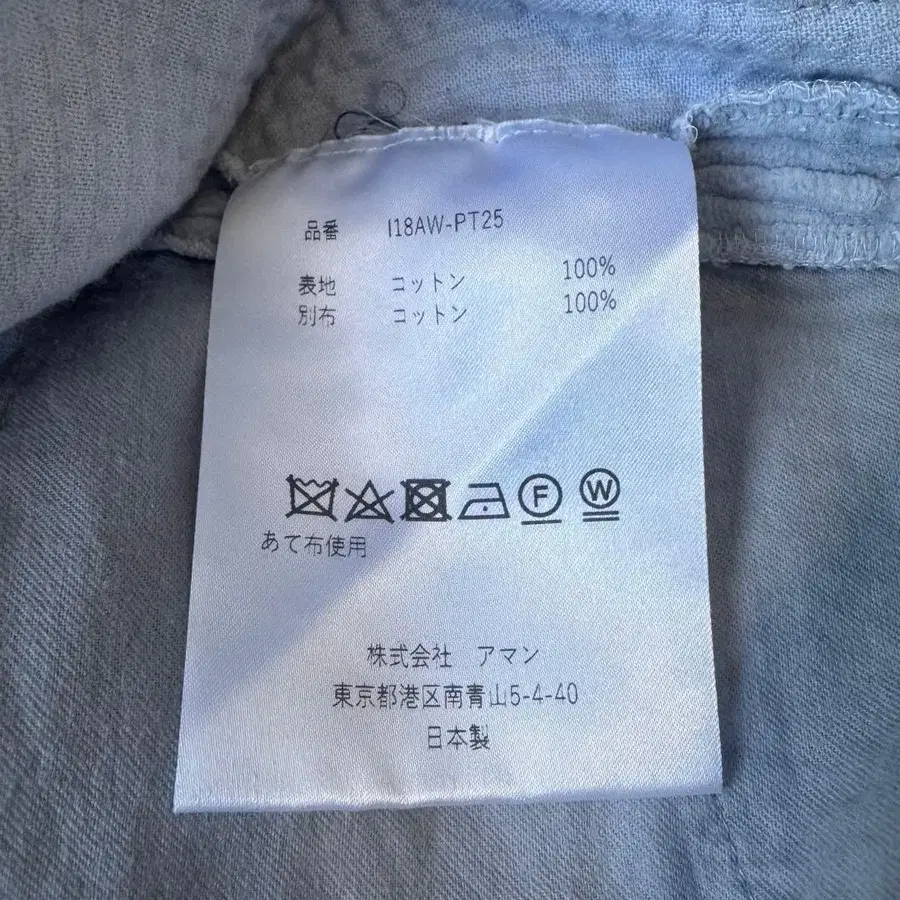 品番 I18AW-PT25
表地 コットン 100%
別布 コットン 100%
F W
あて布使用
株式会社 アマン
東京都港区南青山5-4-40
日本製